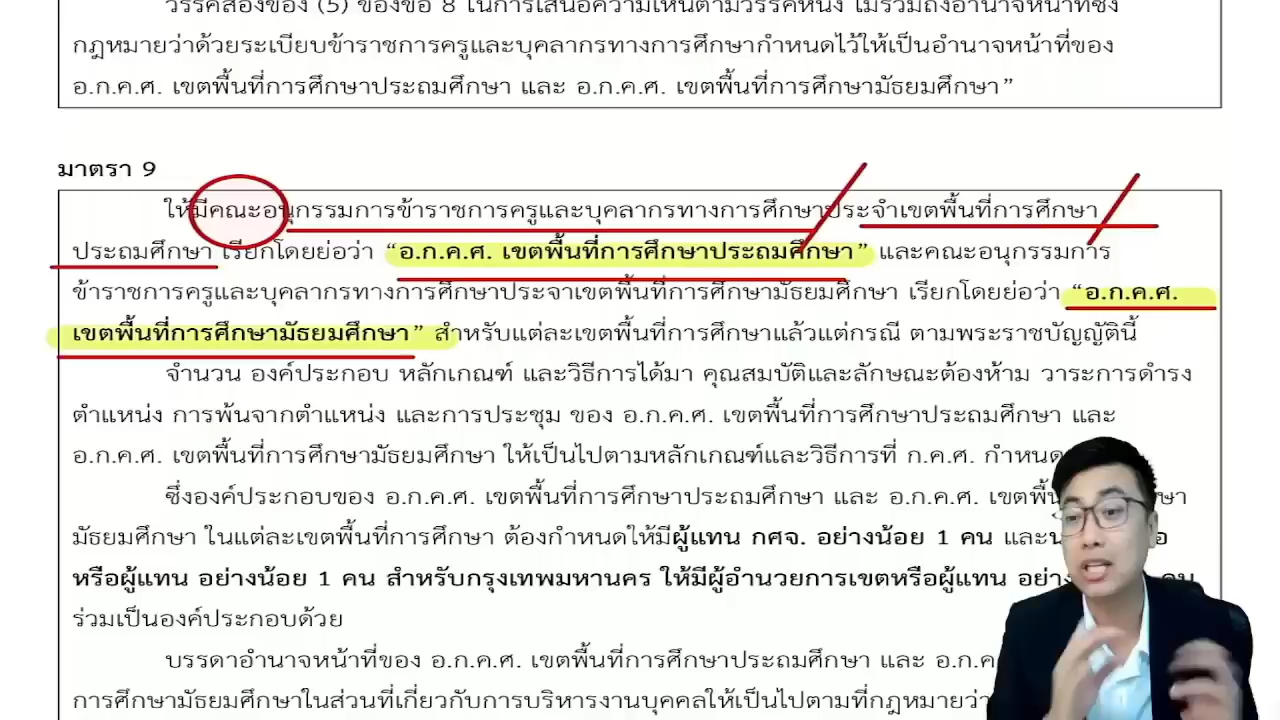 วรรคสองของ (5) ของข้อ 8 ในการเสนอความเห็นตามวรรคหนึ่ง ไม่รวมถึงอำนาจหน้าที่ซึ่ง
กฎหมายว่าด้วยระเบียบข้าราชการครูและบุคลากรทางการศึกษากำหนดไว้ให้เป็นอำนาจหน้าที่ของ
อ.ก.ค.ศ. เขตพื้นที่การศึกษาประถมศึกษา และ อ.ก.ค.ศ. เขตพื้นที่การศึกษามัธยมศึกษา”
มาตรา 9
ให้มีคณะอนุกรรมการข้าราชการครูและบุคลากรทางการศึกษาประจำเขตพื้นที่การศึกษา
ประถมศึกษา เรียกโดยย่อว่า “อ.ก.ค.ศ. เขตพื้นที่การศึกษาประถมศึกษา” และคณะอนุกรรมการ
ข้าราชการครูและบุคลากรทางการศึกษาประจาเขตพื้นที่การศึกษามัธยมศึกษา เรียกโดยย่อว่า “อ.ก.ค.ศ.
เขตพื้นที่การศึกษามัธยมศึกษา” สำหรับแต่ละเขตพื้นที่การศึกษาแล้วแต่กรณี ตามพระราชบัญญัตินี้
จำนวน องค์ประกอบ หลักเกณฑ์ และวิธีการได้มา คุณสมบัติและลักษณะต้องห้าม วาระการดำรง
ตำแหน่ง การพ้นจากตำแหน่ง และการประชุม ของ อ.ก.ค.ศ. เขตพื้นที่การศึกษาประถมศึกษา และ
อ.ก.ค.ศ. เขตพื้นที่การศึกษามัธยมศึกษา ให้เป็นไปตามหลักเกณฑ์และวิธีการที่ ก.ค.ศ. กำหนด
ซึ่งองค์ประกอบของ อ.ก.ค.ศ. เขตพื้นที่การศึกษาประถมศึกษา และ อ.ก.ค.ศ.
มัธยมศึกษา ในแต่ละเขตพื้นที่การศึกษา ต้องกำหนดให้มีผู้แทน กศจ. อย่างน้อย 1 คน
หรือผู้แทน อย่างน้อย 1 คน สำหรับกรุงเทพมหานคร ให้มีผู้อำนวยการเขตหรือผู้แทน
ร่วมเป็นองค์ประกอบด้วย
บรรดาอำนาจหน้าที่ของ อ.ก.ค.ศ. เขตพื้นที่การศึกษาประถมศึกษา และ
การศึกษามัธยมศึกษาในส่วนที่เกี่ยวกับการบริหารงานบุคคลให้เป็นไปตามที่กฎหมายว่า